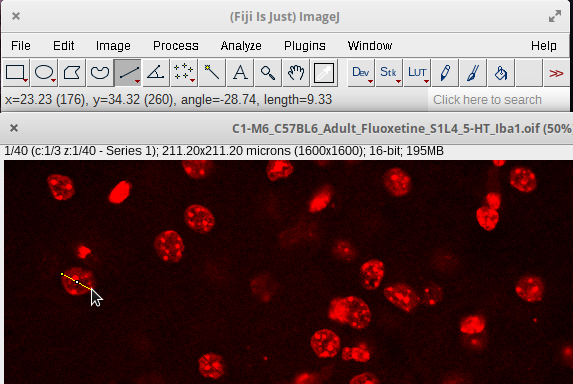 (Fiji Is Just) ImageJ
File Edit Image Process Analyze Plugins Window Help
A Dev Stk LUT >>
x=23.23 (176), y=34.32 (260), angle=-28.74, length=9.33 Click here to search
C1-M6_C57BL6_Adult_Fluoxetine_S1L4_5-HT_Iba1.oif (50%
1/40 (c:1/3 z:1/40 - Series 1); 211.20x211.20 microns (1600x1600); 16-bit; 195MB